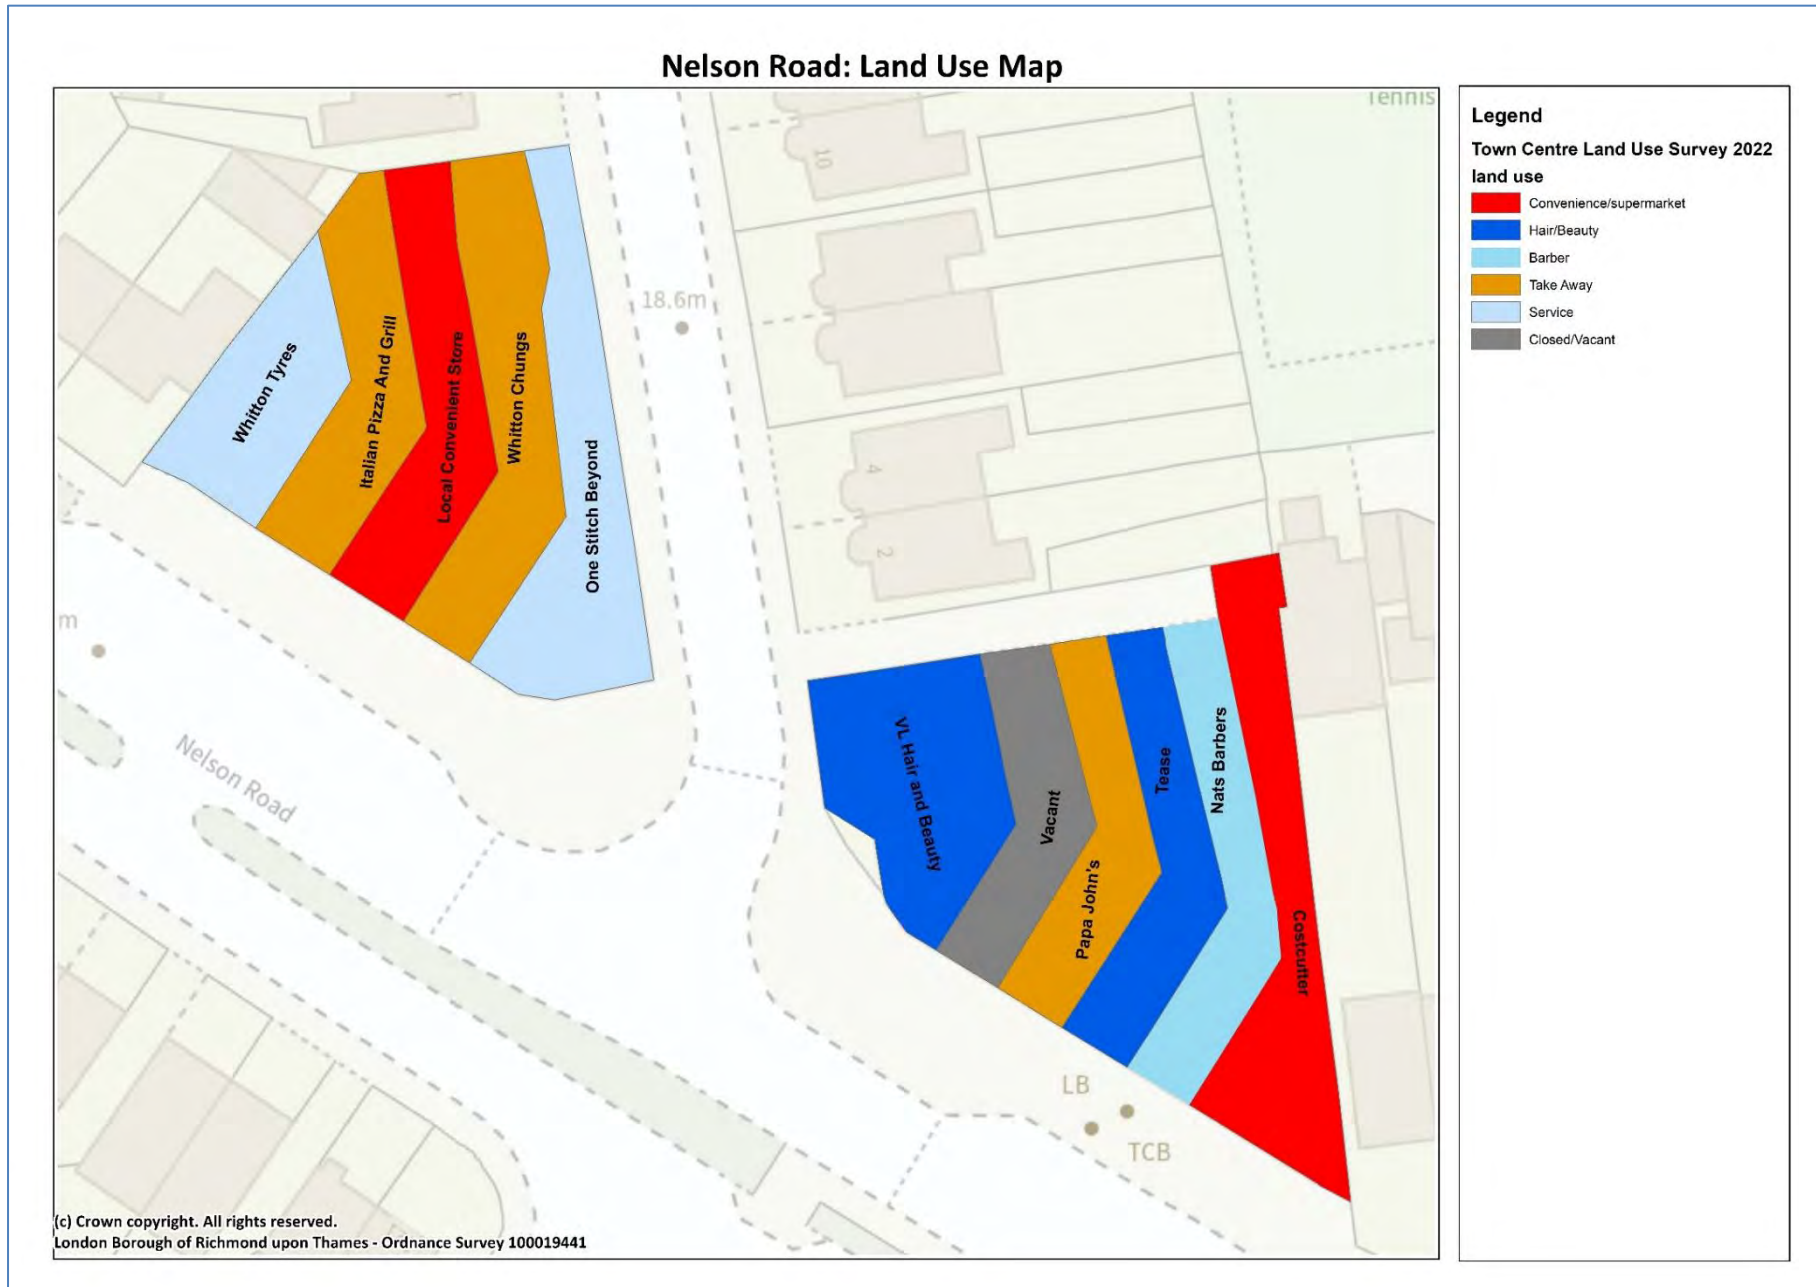 Nelson Road: Land Use Map
Tennis
10
18.6m
4
2
Whitton Tyres
Italian Pizza And Grill
Local Convenient Store
Whitton Chungs
One Stitch Beyond
m
Nelson Road
VL Hair and Beauty
Vacant
Papa John's
Tease
Nats Barbers
Costcutter
LB
TCB
(c) Crown copyright. All rights reserved.
London Borough of Richmond upon Thames - Ordnance Survey 100019441
Legend
Town Centre Land Use Survey 2022
land use
Convenience/supermarket
Hair/Beauty
Barber
Take Away
Service
Closed/Vacant